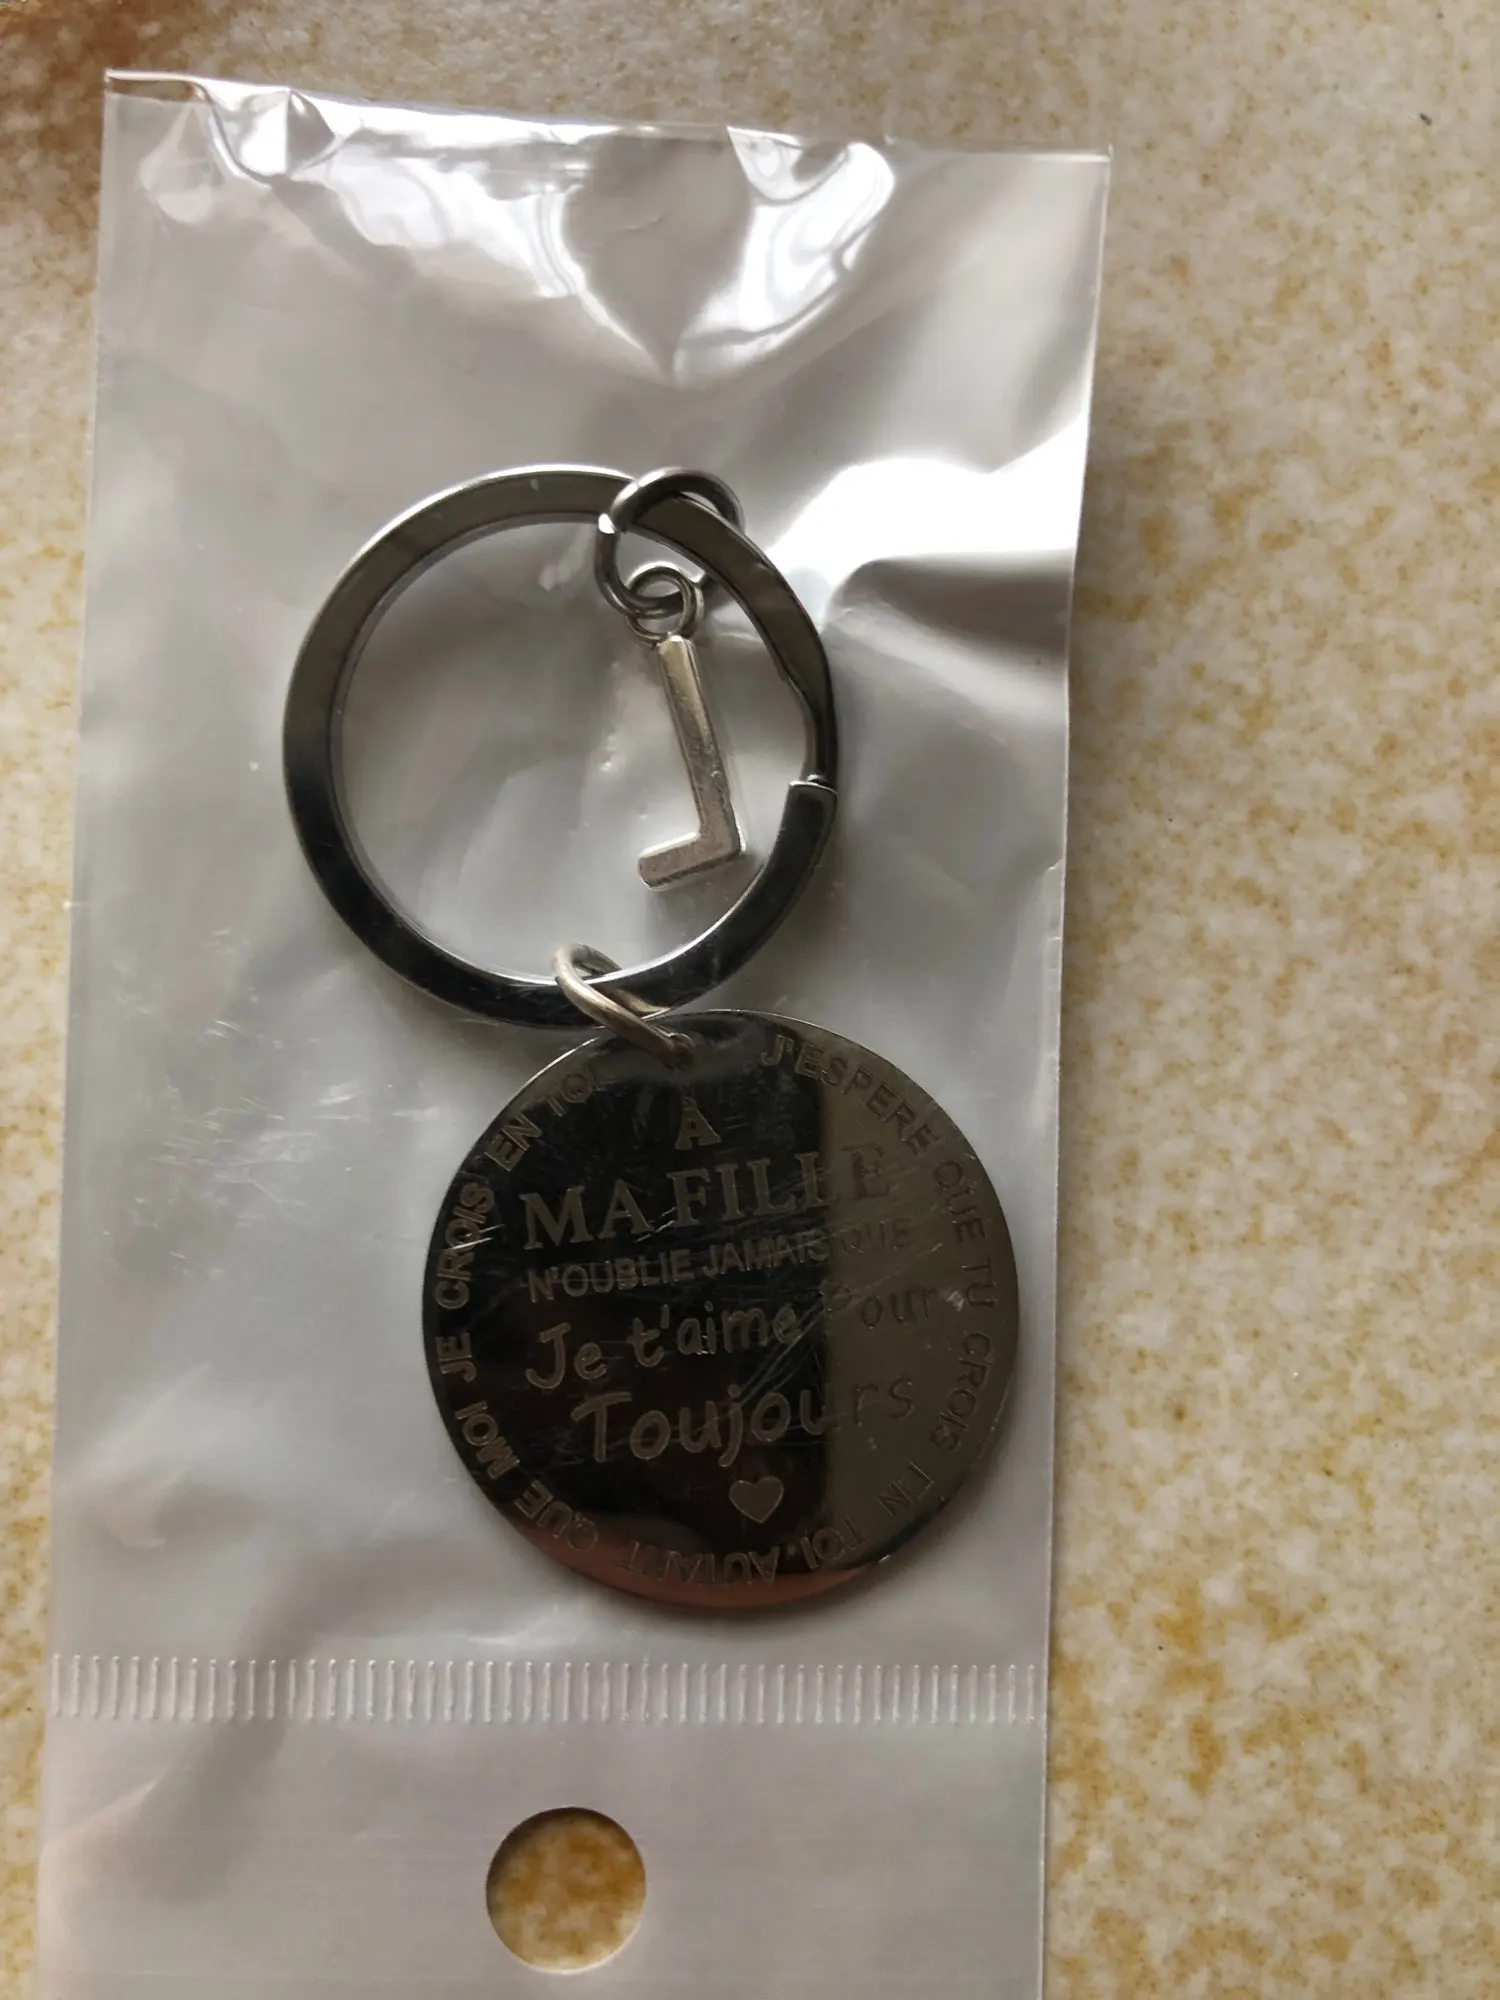 À
MA FILLE
N'OUBLIE JAMAIS QUE
Je t'aime Pour
Toujours
J'ESPERE QUE TU CROIS EN TOI AUTANT QUE MOI JE CROIS EN TOI
L